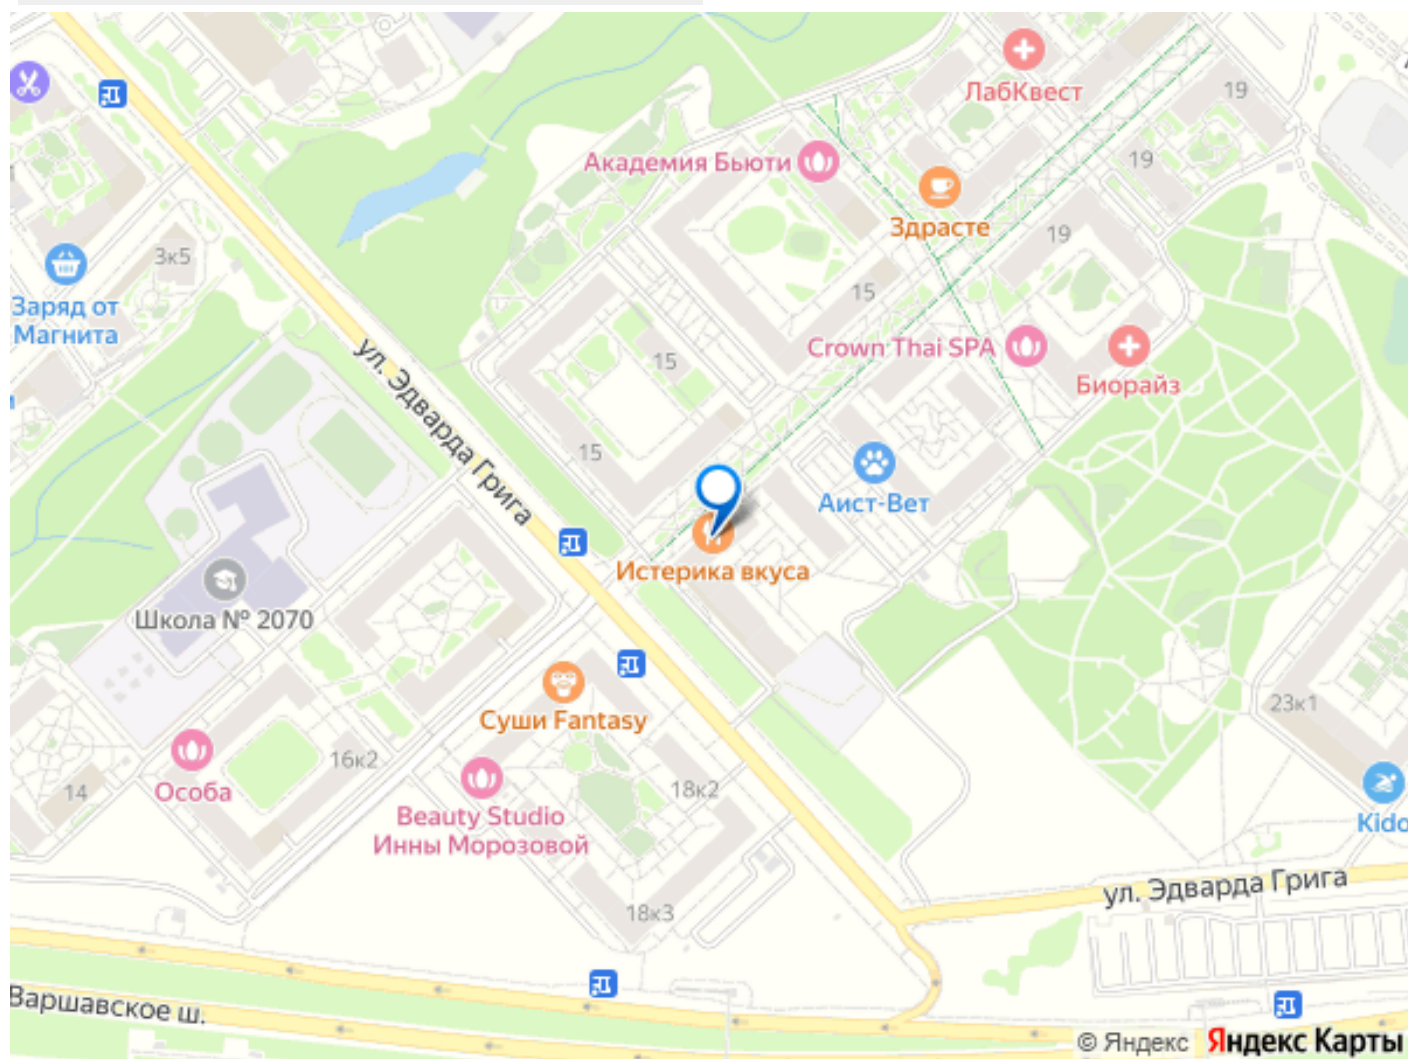 ЛабКвест
19
Академия Бьюти
19
Здрасте
19
3к5
Заряд от
Магнита
15
Crown Thai SPA
15
Биорайз
ул. Эдварда Грига
15
Аист-Вет
Истерика вкуса
Школа № 2070
Суши Fantasy
23к1
16к2
Особа
14
18к2
Beauty Studio
Инны Морозовой
Kido
ул. Эдварда Грига
18к3
Варшавское ш.
© Яндекс Яндекс Карты